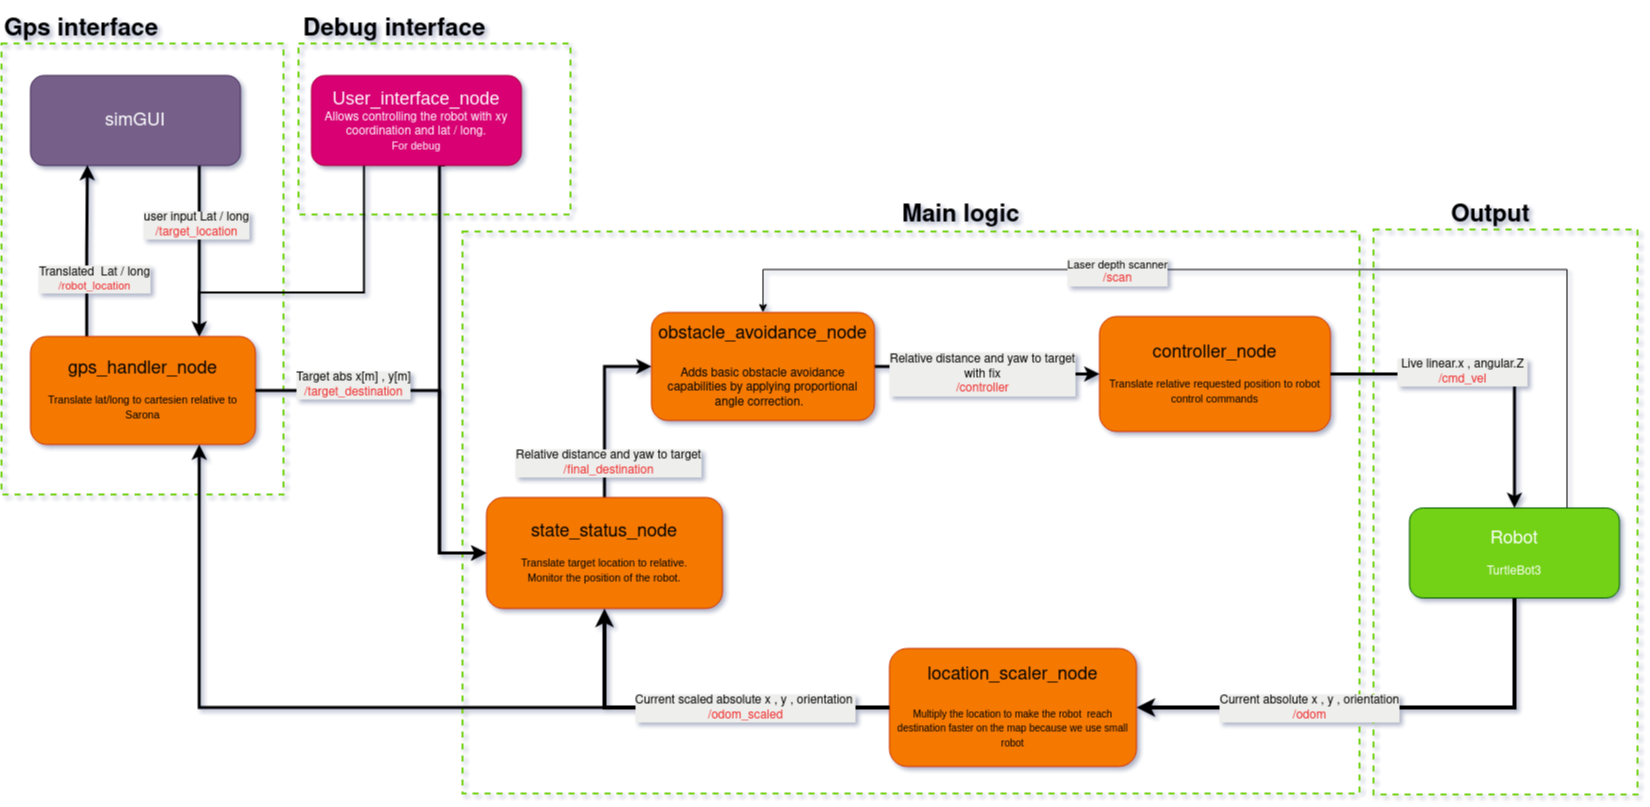 Gps interface
Debug interface
simGUI
User_interface_node
Allows controlling the robot with xy
coordination and lat / long.
For debug
user input Lat / long
/target_location
Translated  Lat / long
/robot_location
gps_handler_node
Translate lat/long to cartesien relative to
Sarona
Target abs x[m] , y[m]
/target_destination
Main logic
Output
Laser depth scanner
/scan
obstacle_avoidance_node
Adds basic obstacle avoidance
capabilities by applying proportional
angle correction.
Relative distance and yaw to target
with fix
/controller
controller_node
Translate relative requested position to robot
control commands
Live linear.x , angular.Z
/cmd_vel
Relative distance and yaw to target
/final_destination
state_status_node
Translate target location to relative.
Monitor the position of the robot.
Robot
TurtleBot3
Current scaled absolute x , y , orientation
/odom_scaled
location_scaler_node
Multiply the location to make the robot  reach
destination faster on the map because we use small
robot
Current absolute x , y , orientation
/odom